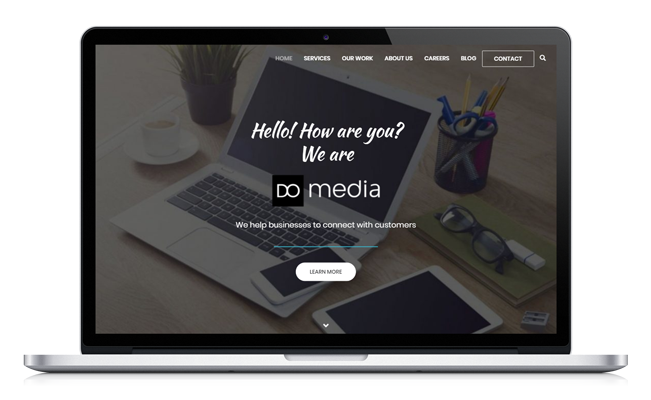 HOME SERVICES OUR WORK ABOUT US CAREERS BLOG CONTACT
Hello! How are you?
We are
DO media
We help businesses to connect with customers
LEARN MORE